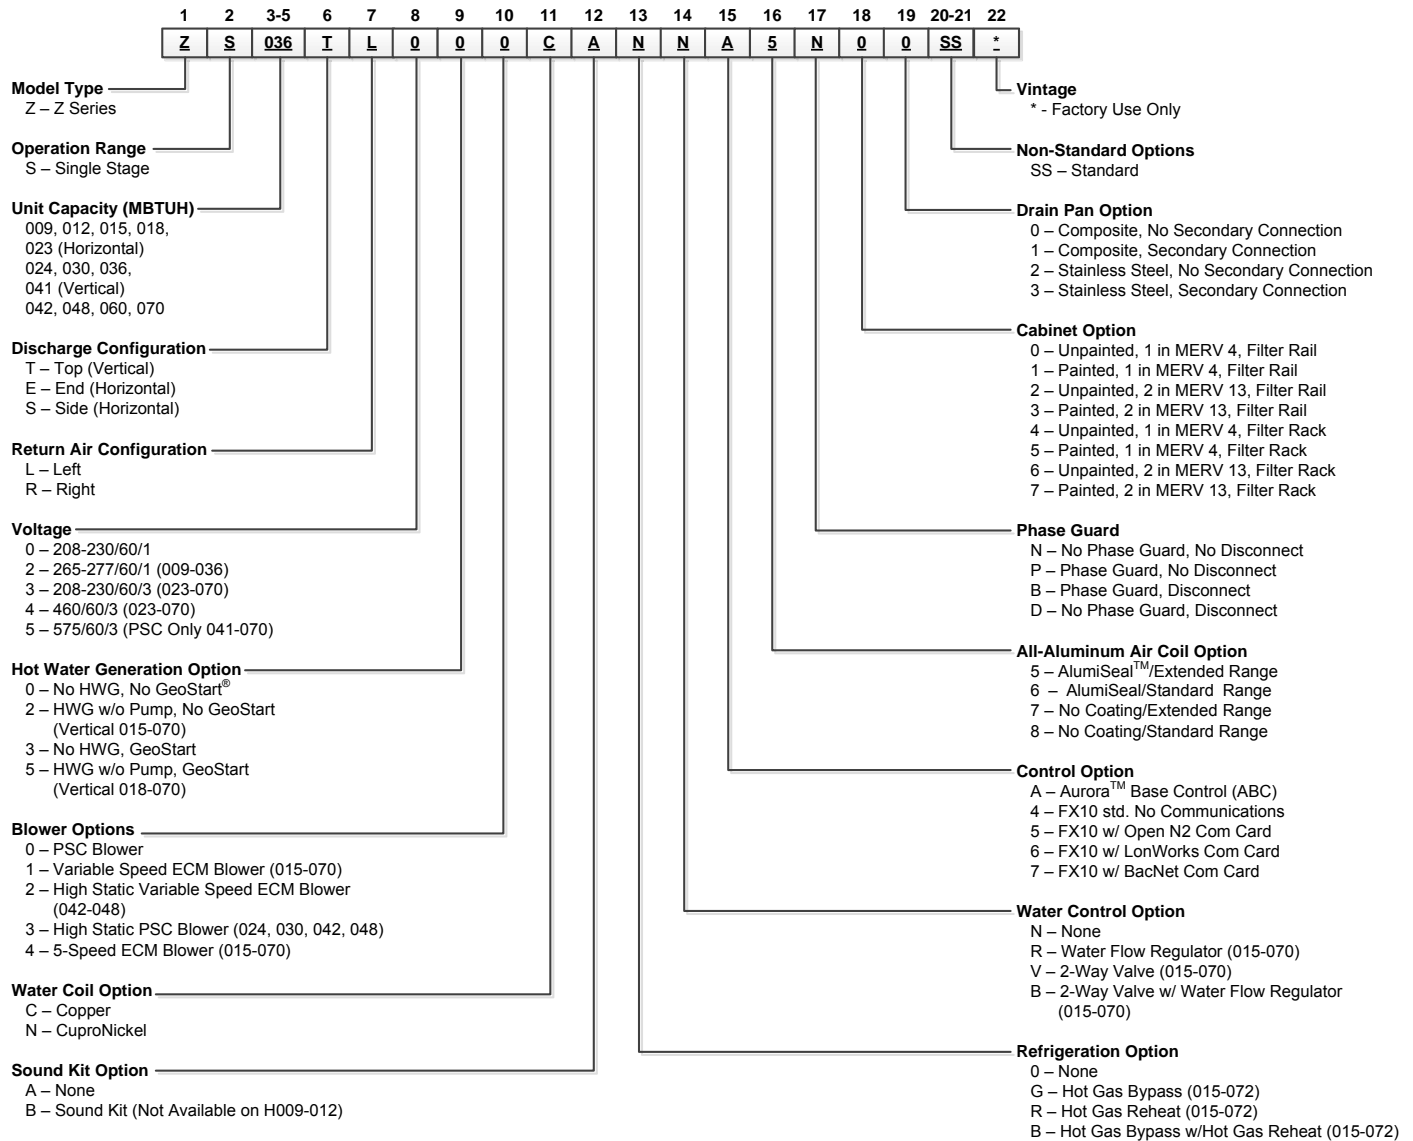 1 2 3-5 6 7 8 9 10 11 12 13 14 15 16 17 18 19 20-21 22
Z S 036 T L 0 0 0 C A N N A 5 N 0 0 SS *
Model Type
Z – Z Series
Operation Range
S – Single Stage
Unit Capacity (MBTUH)
009, 012, 015, 018,
023 (Horizontal)
024, 030, 036,
041 (Vertical)
042, 048, 060, 070
Discharge Configuration
T – Top (Vertical)
E – End (Horizontal)
S – Side (Horizontal)
Return Air Configuration
L – Left
R – Right
Voltage
0 – 208-230/60/1
2 – 265-277/60/1 (009-036)
3 – 208-230/60/3 (023-070)
4 – 460/60/3 (023-070)
5 – 575/60/3 (PSC Only 041-070)
Hot Water Generation Option
0 – No HWG, No GeoStart®
2 – HWG w/o Pump, No GeoStart
(Vertical 015-070)
3 – No HWG, GeoStart
5 – HWG w/o Pump, GeoStart
(Vertical 018-070)
Blower Options
0 – PSC Blower
1 – Variable Speed ECM Blower (015-070)
2 – High Static Variable Speed ECM Blower
(042-048)
3 – High Static PSC Blower (024, 030, 042, 048)
4 – 5-Speed ECM Blower (015-070)
Water Coil Option
C – Copper
N – CuproNickel
Sound Kit Option
A – None
B – Sound Kit (Not Available on H009-012)
Vintage
* - Factory Use Only
Non-Standard Options
SS – Standard
Drain Pan Option
0 – Composite, No Secondary Connection
1 – Composite, Secondary Connection
2 – Stainless Steel, No Secondary Connection
3 – Stainless Steel, Secondary Connection
Cabinet Option
0 – Unpainted, 1 in MERV 4, Filter Rail
1 – Painted, 1 in MERV 4, Filter Rail
2 – Unpainted, 2 in MERV 13, Filter Rail
3 – Painted, 2 in MERV 13, Filter Rail
4 – Unpainted, 1 in MERV 4, Filter Rack
5 – Painted, 1 in MERV 4, Filter Rack
6 – Unpainted, 2 in MERV 13, Filter Rack
7 – Painted, 2 in MERV 13, Filter Rack
Phase Guard
N – No Phase Guard, No Disconnect
P – Phase Guard, No Disconnect
B – Phase Guard, Disconnect
D – No Phase Guard, Disconnect
All-Aluminum Air Coil Option
5 – AlumiSeal™/Extended Range
6 – AlumiSeal/Standard Range
7 – No Coating/Extended Range
8 – No Coating/Standard Range
Control Option
A – Aurora™ Base Control (ABC)
4 – FX10 std. No Communications
5 – FX10 w/ Open N2 Com Card
6 – FX10 w/ LonWorks Com Card
7 – FX10 w/ BacNet Com Card
Water Control Option
N – None
R – Water Flow Regulator (015-070)
V – 2-Way Valve (015-070)
B – 2-Way Valve w/ Water Flow Regulator
(015-070)
Refrigeration Option
0 – None
G – Hot Gas Bypass (015-072)
R – Hot Gas Reheat (015-072)
B – Hot Gas Bypass w/Hot Gas Reheat (015-072)